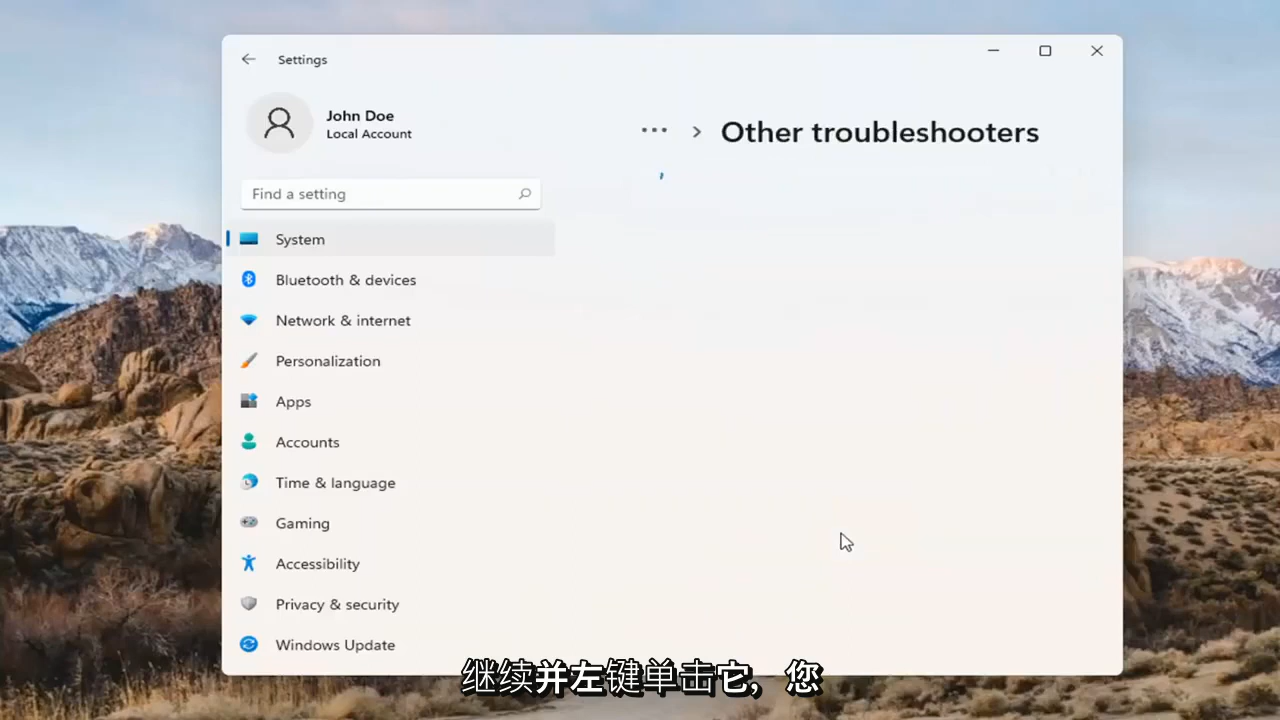 Settings
John Doe
Local Account
Find a setting
System
Bluetooth & devices
Network & internet
Personalization
Apps
Accounts
Time & language
Gaming
Accessibility
Privacy & security
Windows Update
... > Other troubleshooters
继续并左键单击它, 您